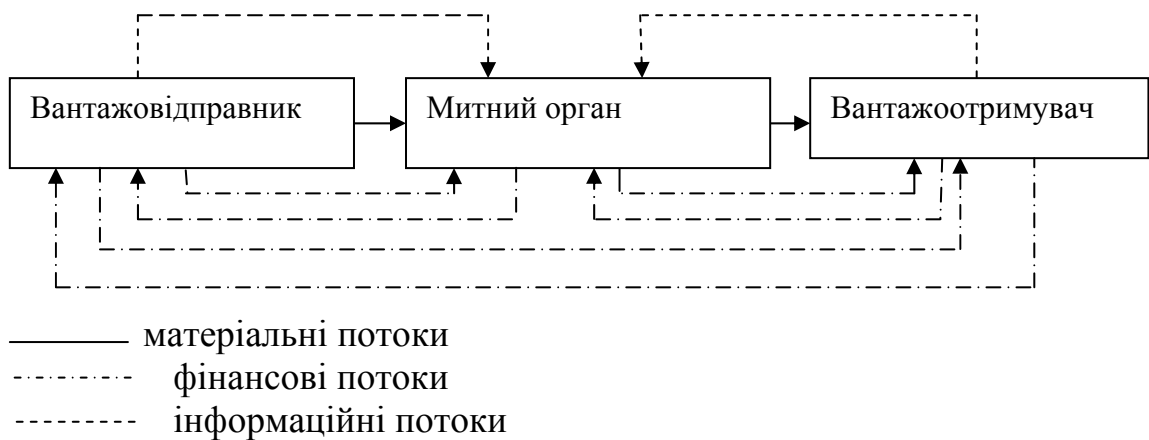 Вантажовідправник
Митний орган
Вантажоотримувач
матеріальні потоки
фінансові потоки
інформаційні потоки